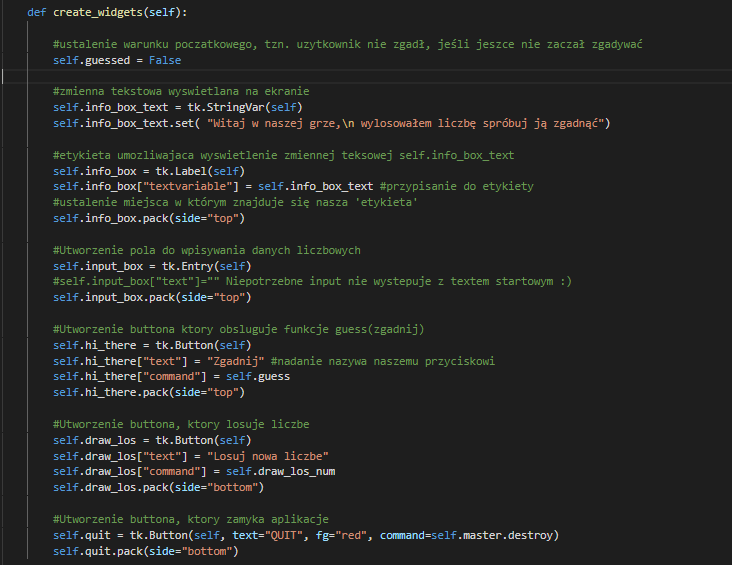 def create_widgets(self):
#ustalenie warunku poczatkowego, tzn. uzytkownik nie zgadł, jeśli jeszce nie zaczał zgadywać
self.guessed = False
#zmienna tekstowa wyswietlana na ekranie
self.info_box_text = tk.StringVar(self)
self.info_box_text.set( "Witaj w naszej grze,\n wylosowałem liczbę spróbuj ją zgadnąć")
#etykieta umozliwajaca wyswietlenie zmiennej teksowej self.info_box_text
self.info_box = tk.Label(self)
self.info_box["textvariable"] = self.info_box_text #przypisanie do etykiety
#ustalenie miejsca w którym znajduje się nasza 'etykieta'
self.info_box.pack(side="top")
#Utworzenie pola do wpisywania danych liczbowych
self.input_box = tk.Entry(self)
#self.input_box["text"]="" Niepotrzebne input nie wystepuje z textem startowym :)
self.input_box.pack(side="top")
#Utworzenie buttona ktory obsluguje funkcje guess(zgadnij)
self.hi_there = tk.Button(self)
self.hi_there["text"] = "Zgadnij" #nadanie nazywa naszemu przyciskowi
self.hi_there["command"] = self.guess
self.hi_there.pack(side="top")
#Utworzenie buttona, ktory losuje liczbe
self.draw_los = tk.Button(self)
self.draw_los["text"] = "Losuj nowa liczbe"
self.draw_los["command"] = self.draw_los_num
self.draw_los.pack(side="bottom")
#Utworzenie buttona, ktory zamyka aplikacje
self.quit = tk.Button(self, text="QUIT", fg="red", command=self.master.destroy)
self.quit.pack(side="bottom")